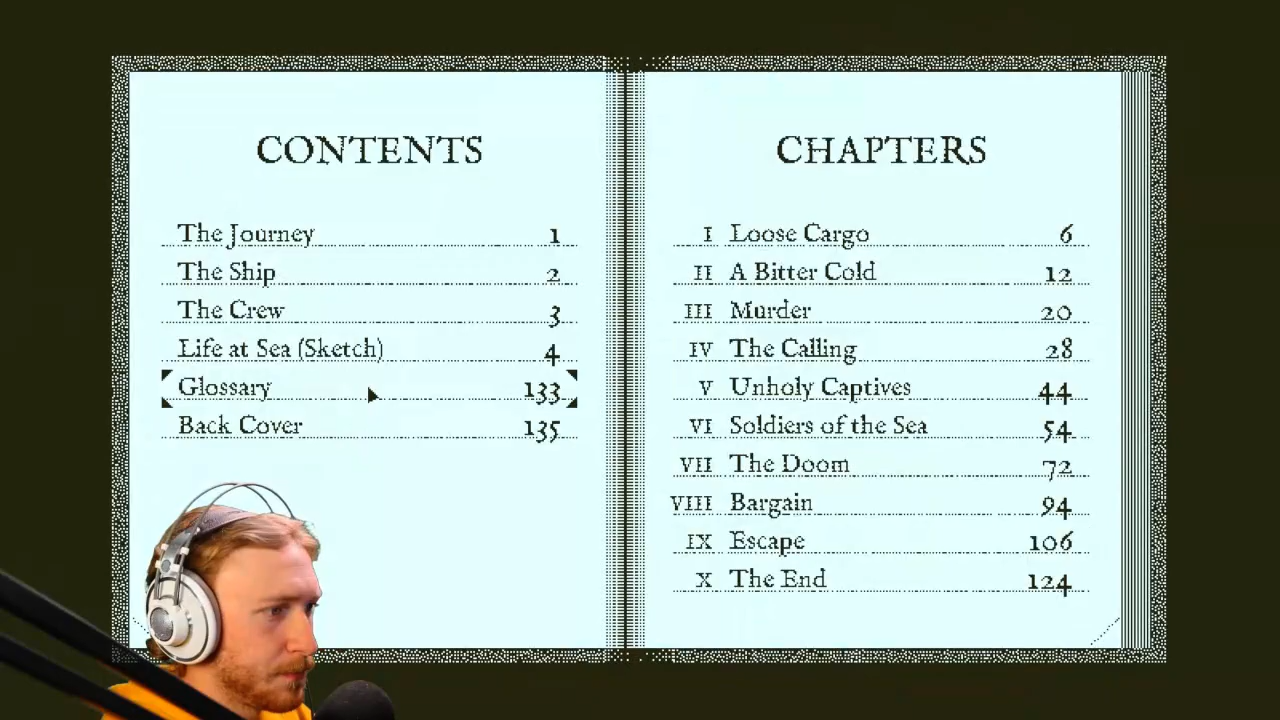 CONTENTS
The Journey 1
The Ship 2
The Crew 3
Life at Sea (Sketch) 4
Glossary 133
Back Cover 135
CHAPTERS
I Loose Cargo 6
II A Bitter Cold 12
III Murder 20
IV The Calling 28
V Unholy Captives 44
VI Soldiers of the Sea 54
VII The Doom 72
VIII Bargain 94
IX Escape 106
X The End 124